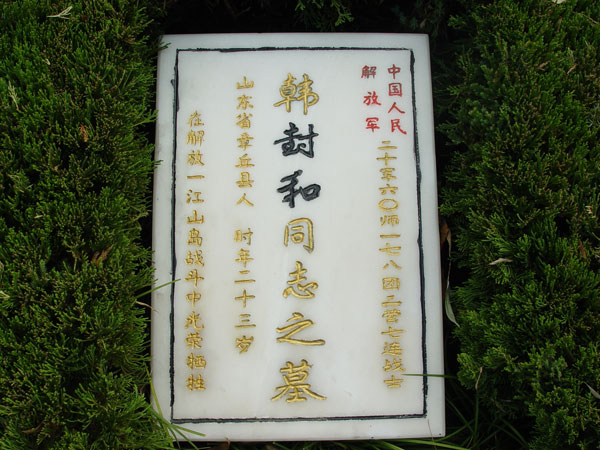 中国人民
解放军
二十军六〇师一七八团二营七连战士
韩封和同志之墓
山东省章丘县人 时年二十三岁
在解放一江山岛战斗中光荣牺牲